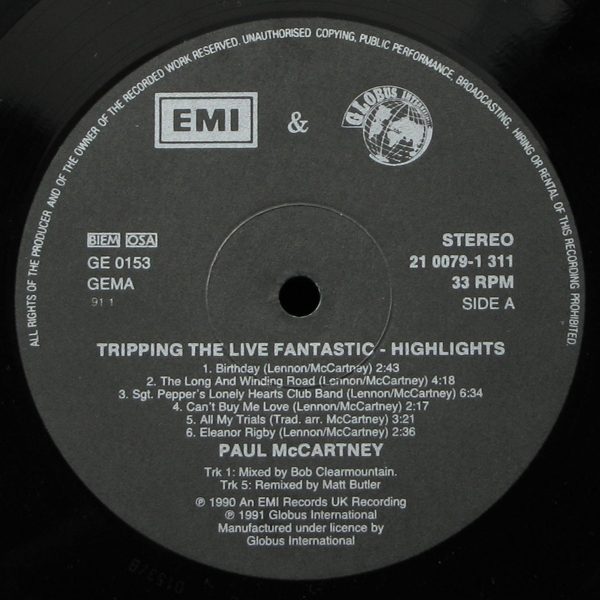 ALL RIGHTS OF THE PRODUCER AND OF THE OWNER OF THE RECORDED WORK RESERVED. UNAUTHORISED COPYING, PUBLIC PERFORMANCE, BROADCASTING, HIRING OR RENTAL OF THIS RECORDING PROHIBITED.
EMI & GLOBUS INTERNATIONAL
BIEM OSA
GE 0153
GEMA
91 1
STEREO
21 0079-1 311
33 RPM
SIDE A
TRIPPING THE LIVE FANTASTIC - HIGHLIGHTS
1. Birthday (Lennon/McCartney) 2:43
2. The Long And Winding Road (Lennon/McCartney) 4:18
3. Sgt. Pepper's Lonely Hearts Club Band (Lennon/McCartney) 6:34
4. Can't Buy Me Love (Lennon/McCartney) 2:17
5. All My Trials (Trad. arr. McCartney) 3:21
6. Eleanor Rigby (Lennon/McCartney) 2:36
PAUL McCARTNEY
Trk 1: Mixed by Bob Clearmountain.
Trk 5: Remixed by Matt Butler
℗ 1990 An EMI Records UK Recording
℗ 1991 Globus International
Manufactured under licence by
Globus International